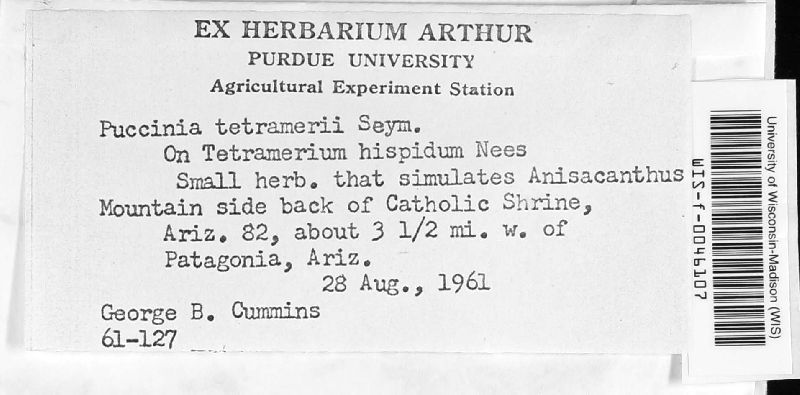 EX HERBARIUM ARTHUR
PURDUE UNIVERSITY
Agricultural Experiment Station
Puccinia tetramerii Seym.
On Tetramerium hispidum Nees
Small herb. that simulates Anisacanthus
Mountain side back of Catholic Shrine,
Ariz. 82, about 3 1/2 mi. w. of
Patagonia, Ariz.
28 Aug., 1961
George B. Cummins
61-127
University of Wisconsin-Madison (WIS)
WIS-f-0046107